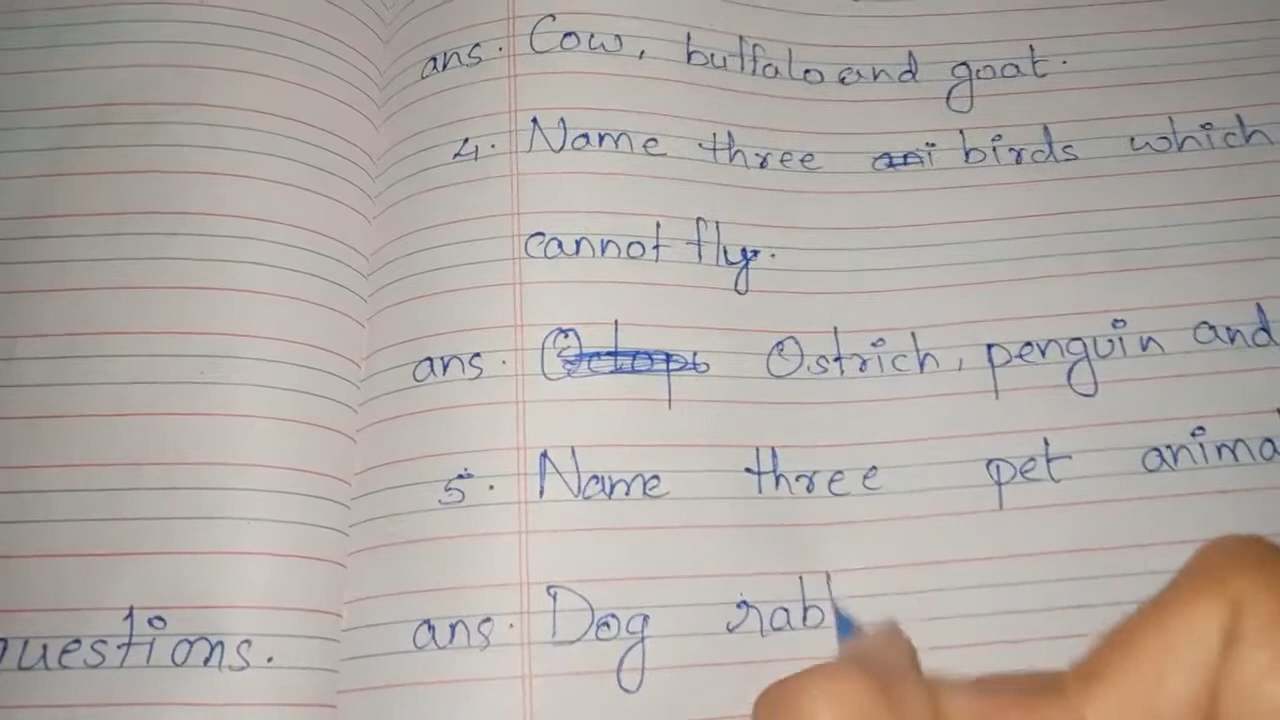 ans. Cow, buffalo and goat.
4. Name three birds which
cannot fly.
ans. Ostrich, penguin and
5. Name three pet anima
ans. Dog rab
uestions.